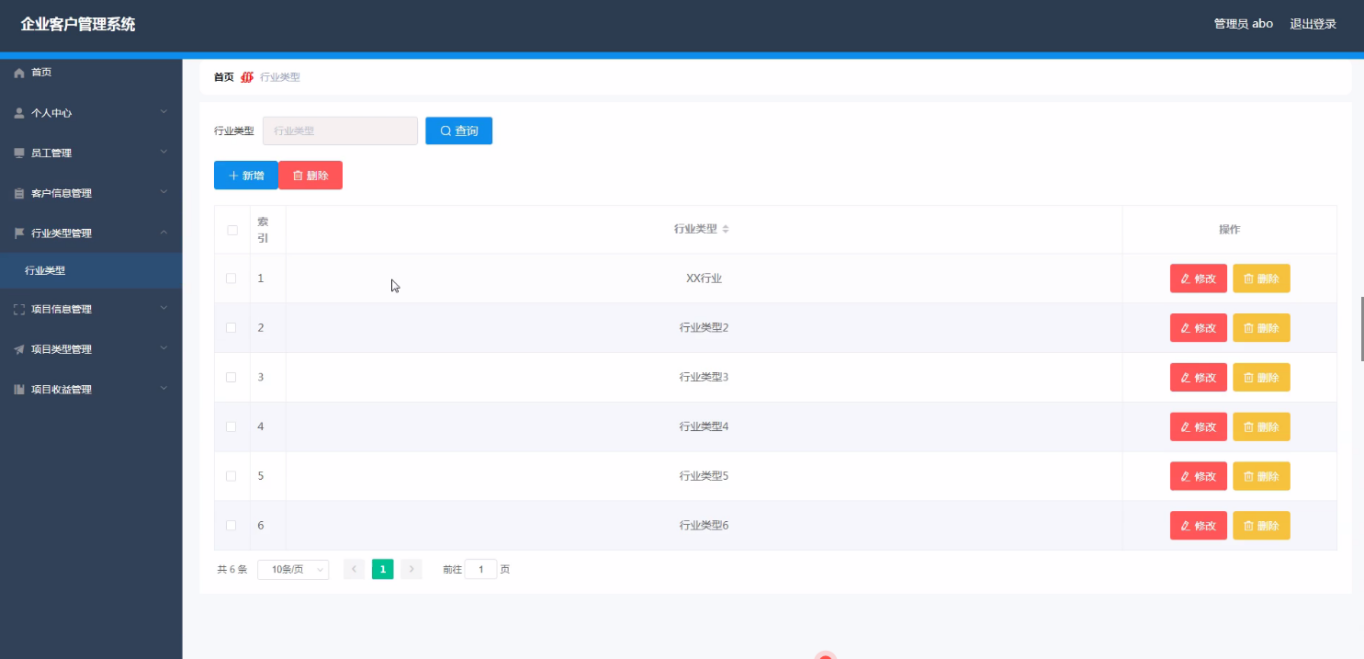 企业客户管理系统
管理员 abo 退出登录
首页
个人中心
员工管理
客户信息管理
行业类型管理
行业类型
项目信息管理
项目类型管理
项目收益管理
首页 行业类型
行业类型 行业类型 查询
新增 删除
索引 行业类型 操作
1 XX行业 修改 删除
2 行业类型2 修改 删除
3 行业类型3 修改 删除
4 行业类型4 修改 删除
5 行业类型5 修改 删除
6 行业类型6 修改 删除
共 6 条 10条/页 1 前往 1 页